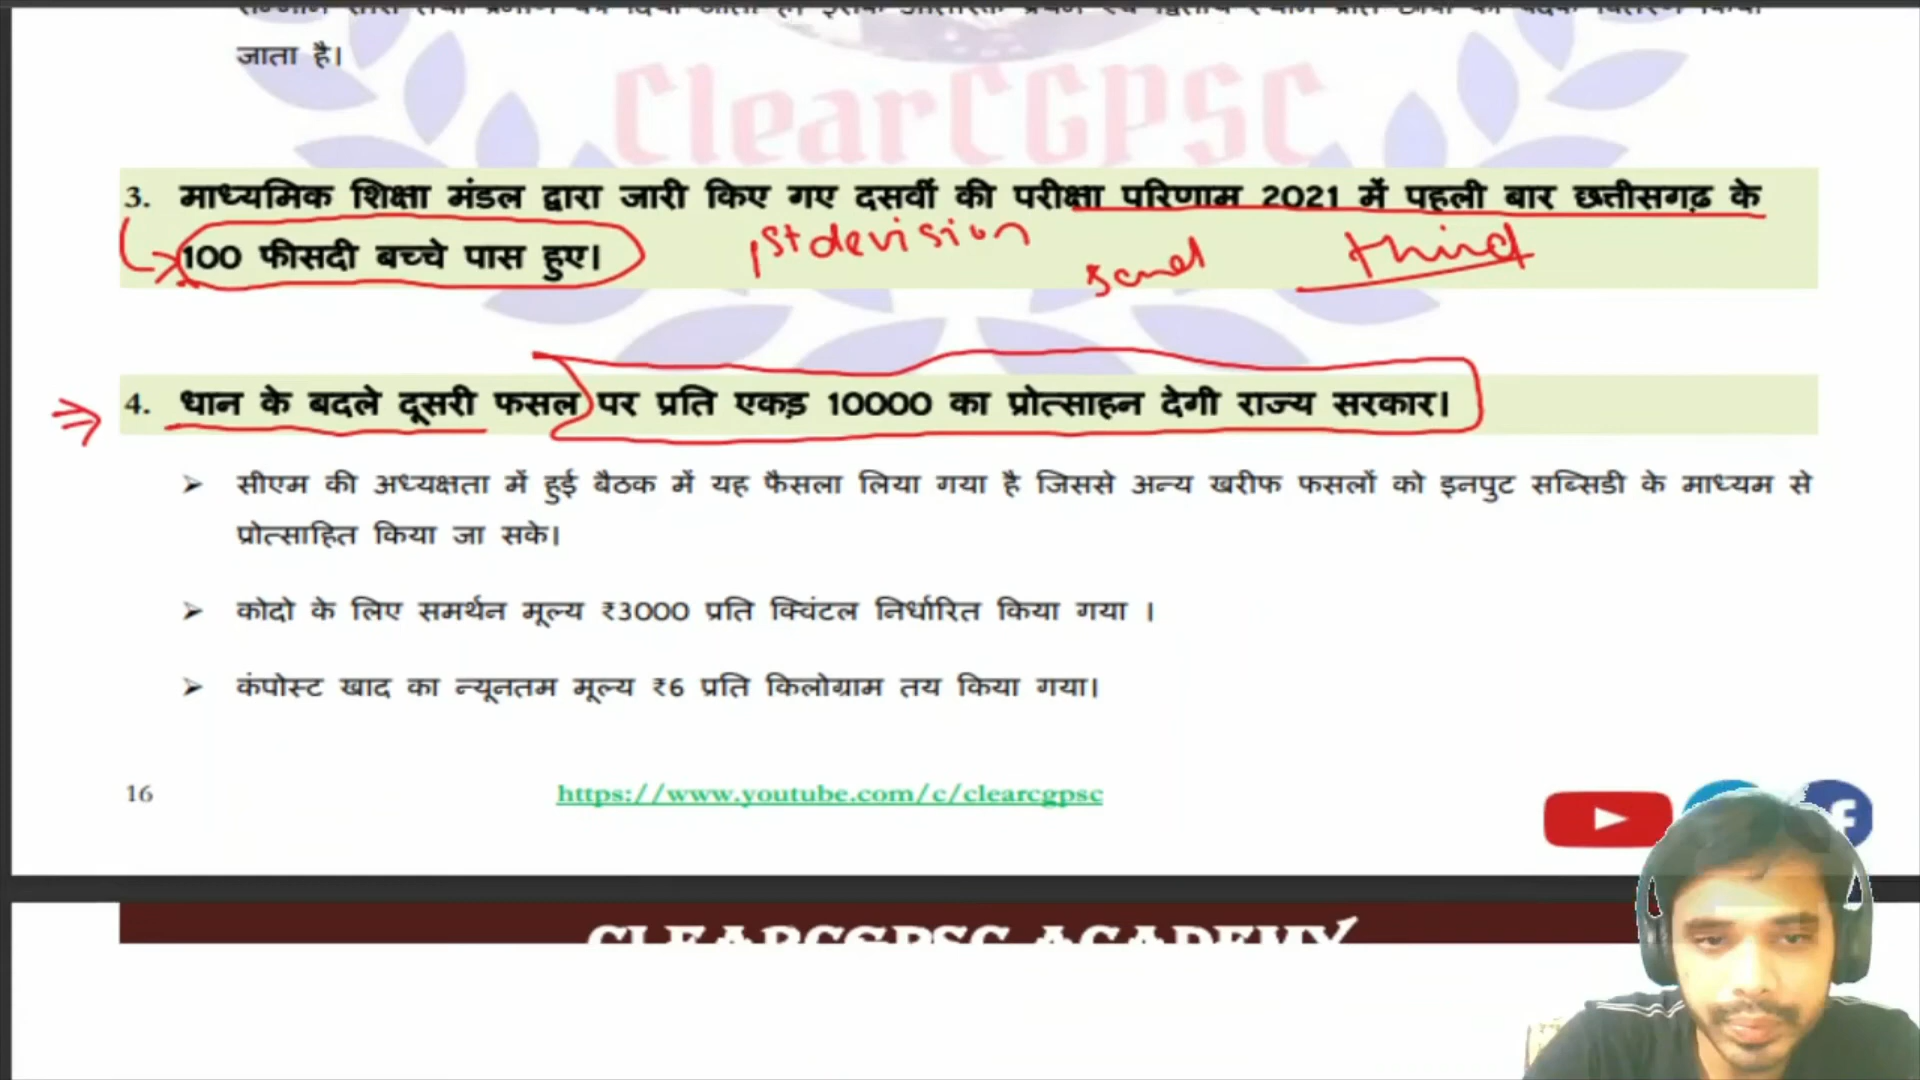 जाता है।
ClearCGPSC
3. माध्यमिक शिक्षा मंडल द्वारा जारी किए गए दसवीं की परीक्षा परिणाम 2021 में पहली बार छत्तीसगढ़ के
100 फीसदी बच्चे पास हुए।
1st devision
third
4. धान के बदले दूसरी फसल पर प्रति एकड़ 10000 का प्रोत्साहन देगी राज्य सरकार।
➢ सीएम की अध्यक्षता में हुई बैठक में यह फैसला लिया गया है जिससे अन्य खरीफ फसलों को इनपुट सब्सिडी के माध्यम से
प्रोत्साहित किया जा सके।
➢ कोदो के लिए समर्थन मूल्य ₹3000 प्रति क्विंटल निर्धारित किया गया ।
➢ कंपोस्ट खाद का न्यूनतम मूल्य ₹6 प्रति किलोग्राम तय किया गया।
16
https://www.youtube.com/c/clearcgpsc
CLEARCGPSC ACADEMY